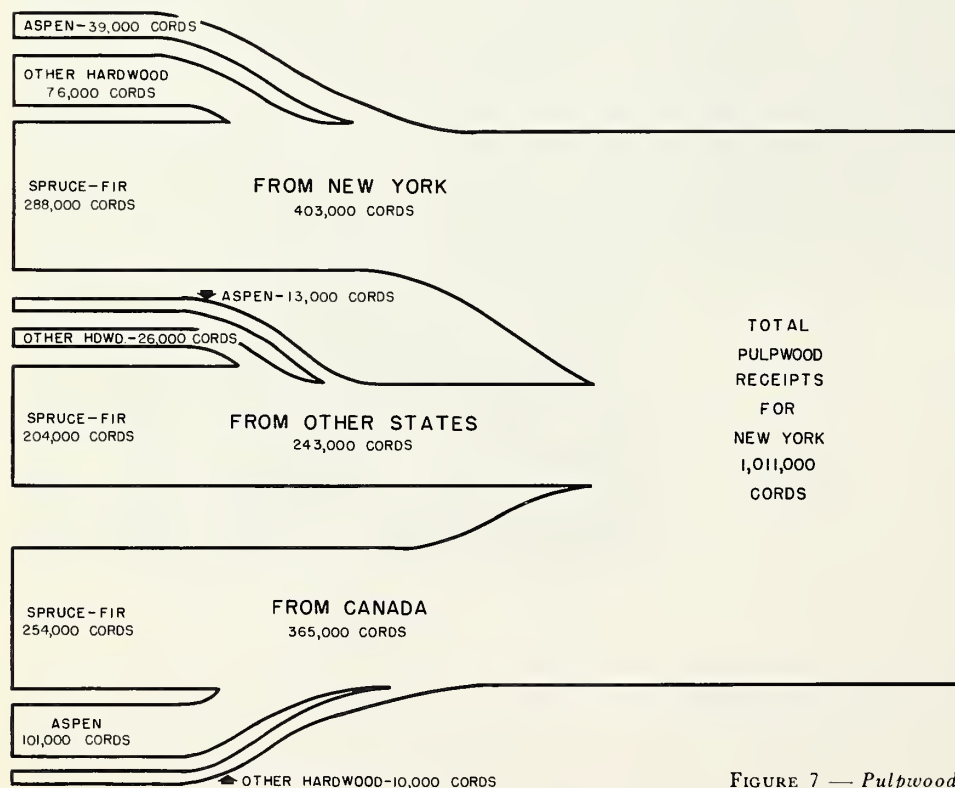 ASPEN-39,000 CORDS
OTHER HARDWOOD
76,000 CORDS
SPRUCE-FIR
288,000 CORDS
FROM NEW YORK
403,000 CORDS
ASPEN-13,000 CORDS
OTHER HDWD.-26,000 CORDS
SPRUCE-FIR
204,000 CORDS
FROM OTHER STATES
243,000 CORDS
TOTAL
PULPWOOD
RECEIPTS
FOR
NEW YORK
1,011,000
CORDS
SPRUCE-FIR
254,000 CORDS
FROM CANADA
365,000 CORDS
ASPEN
101,000 CORDS
OTHER HARDWOOD-10,000 CORDS
FIGURE 7 — Pulpwood